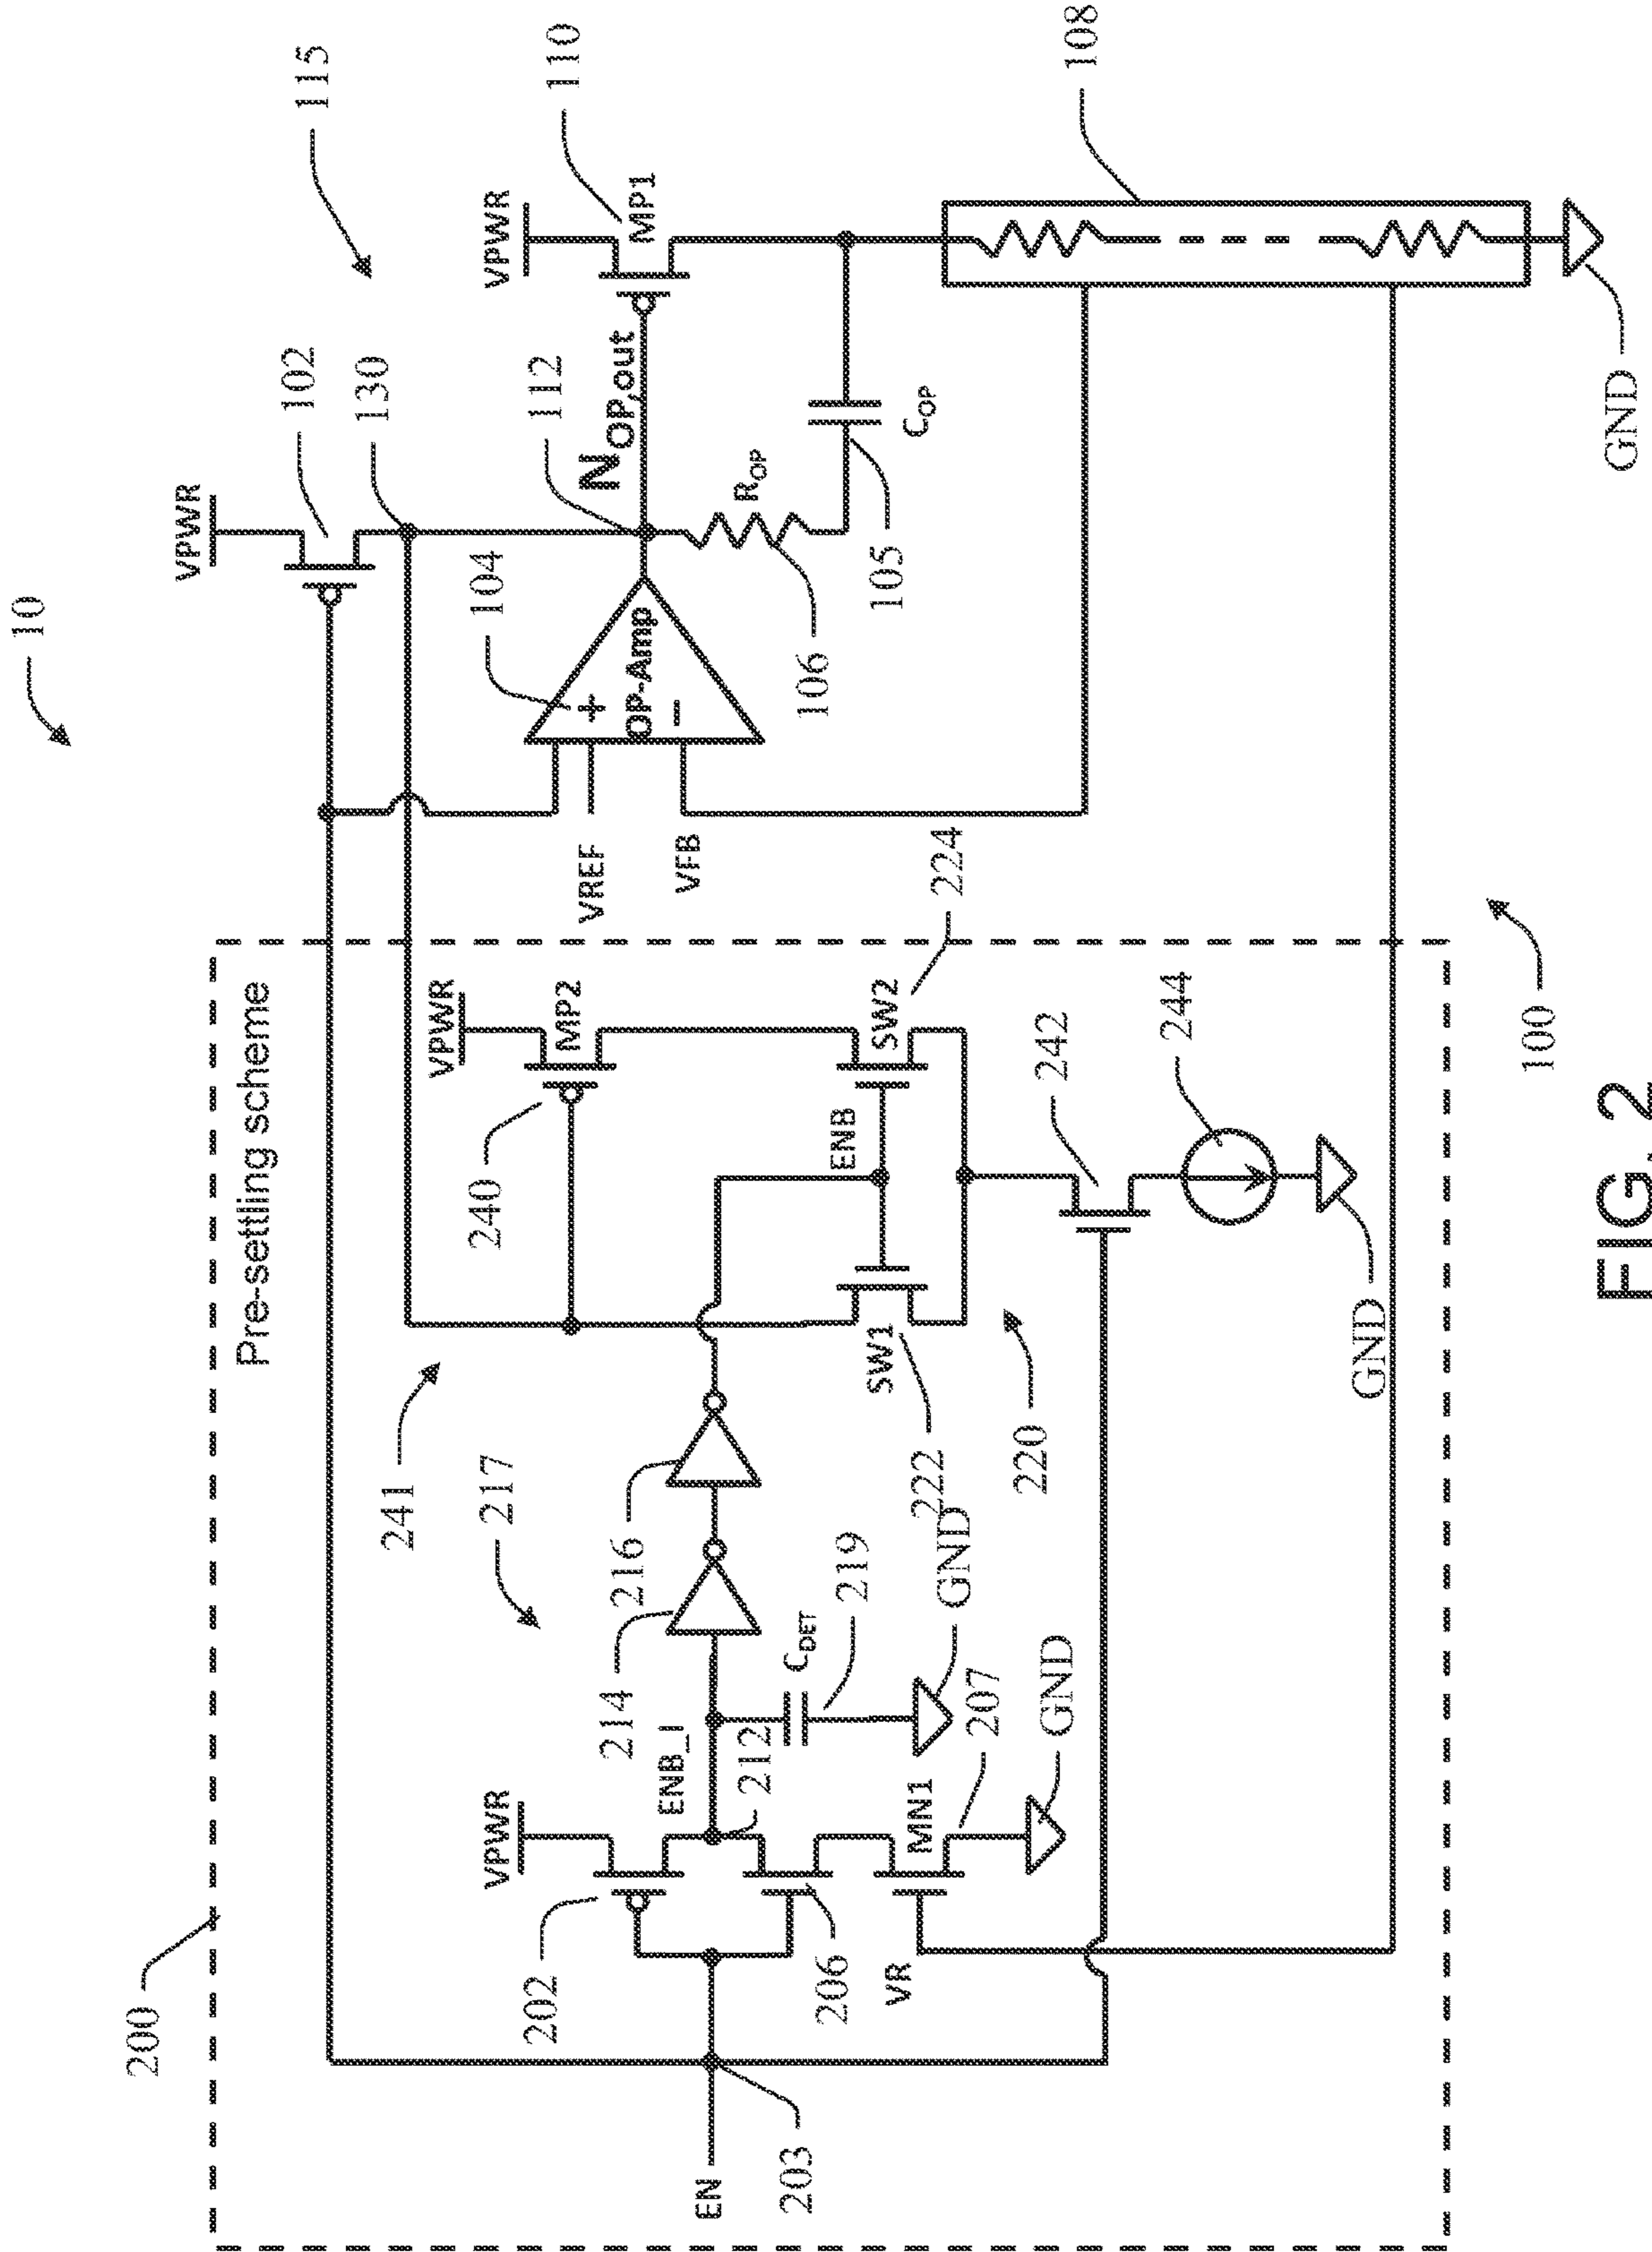 10
115
VPWR
102
130
VPWR
110
MP1
104
112
N_OP,out
OP-Amp
+
−
VREF
VFB
R_OP
106
105
C_OP
108
GND
200
Pre-settling scheme
241
217
VPWR
240
MP2
VPWR
202
ENB_I
212
214
216
C_DET
219
GND
ENB
SW1
222
SW2
224
220
EN
203
206
VR
MN1
207
GND
242
244
GND
100
FIG. 2